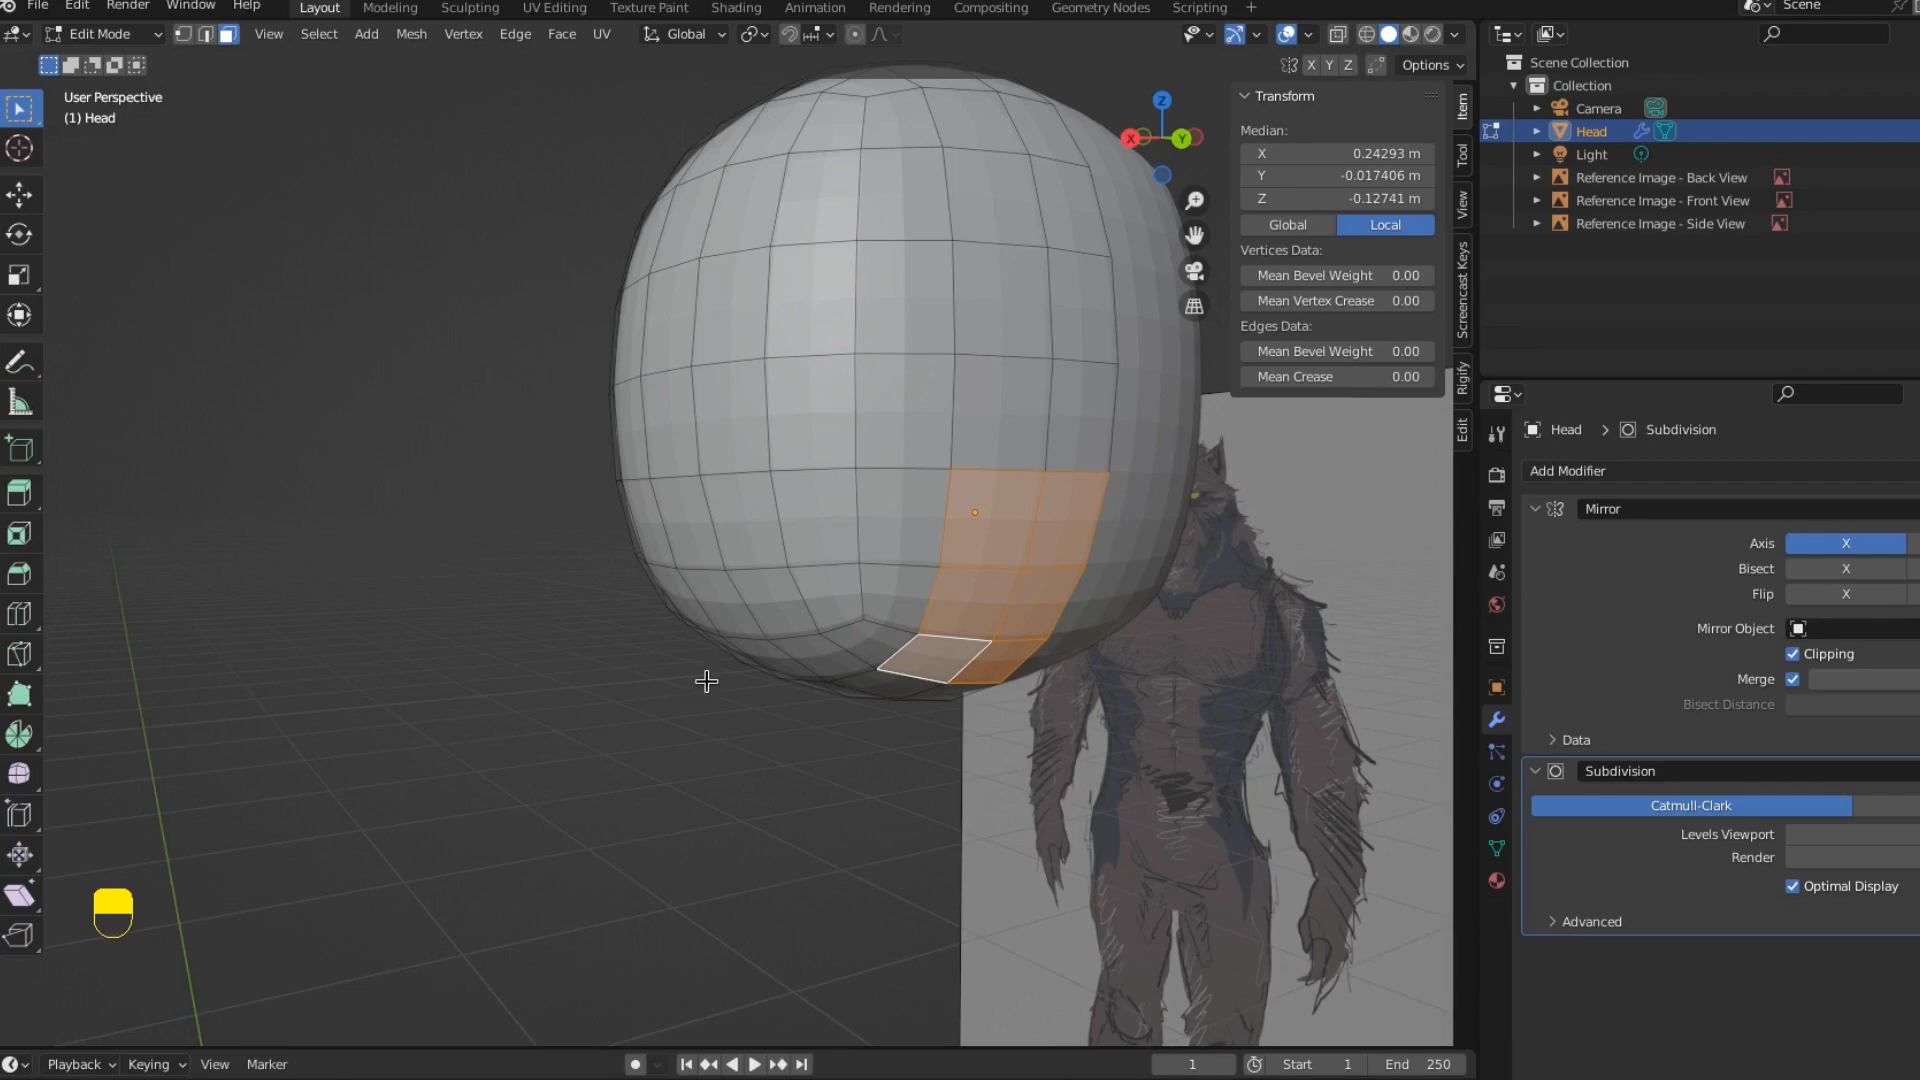 File Edit Render Window Help Layout Modeling Sculpting UV Editing Texture Paint Shading Animation Rendering Compositing Geometry Nodes Scripting + Scene
Edit Mode View Select Add Mesh Vertex Edge Face UV Global
X Y Z Options
User Perspective
(1) Head
Transform
Median:
X 0.24293 m
Y -0.017406 m
Z -0.12741 m
Global Local
Vertices Data:
Mean Bevel Weight 0.00
Mean Vertex Crease 0.00
Edges Data:
Mean Bevel Weight 0.00
Mean Crease 0.00
Z
X
Y
Item
Tool
View
Screencast Keys
Rigify
Edit
Scene Collection
Collection
Camera
Head
Light
Reference Image - Back View
Reference Image - Front View
Reference Image - Side View
Head > Subdivision
Add Modifier
Mirror
Axis X
Bisect X
Flip X
Mirror Object
Clipping
Merge
Bisect Distance
Data
Subdivision
Catmull-Clark
Levels Viewport
Render
Optimal Display
Advanced
Playback Keying View Marker 1 Start 1 End 250